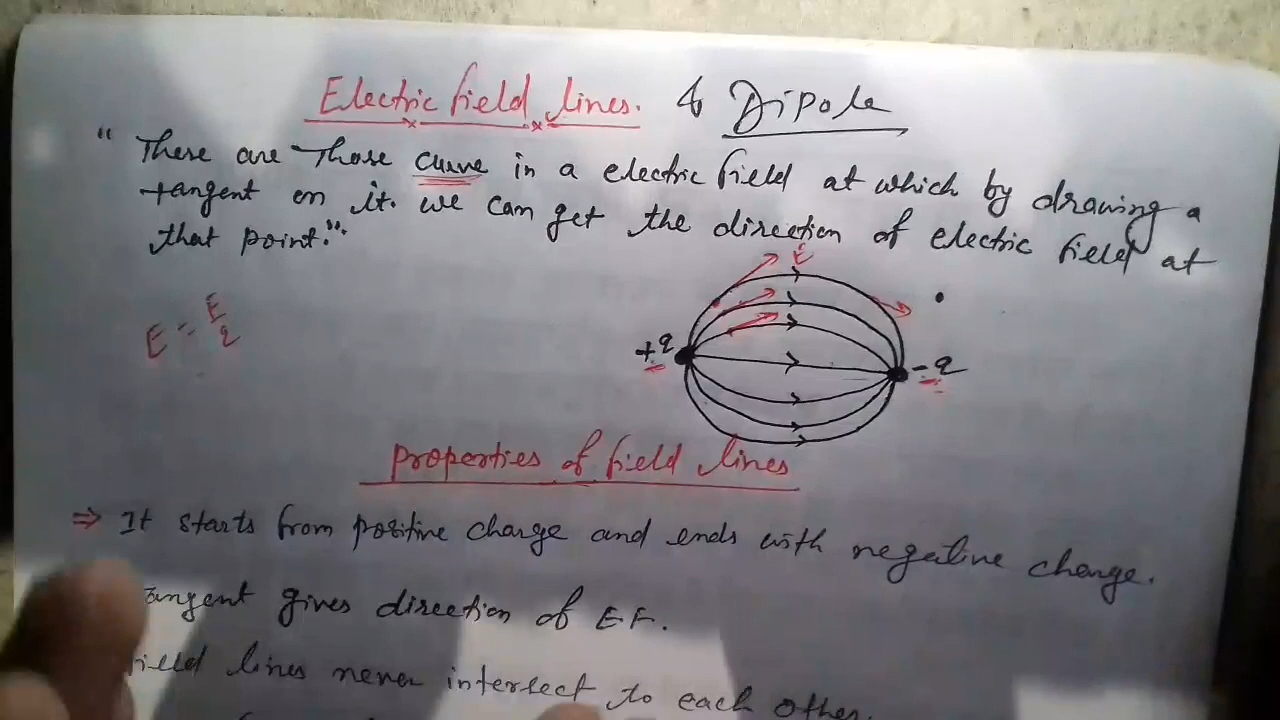 Electric field lines. & Dipole
" There are Those curve in a electric field at which by drawing a
tangent on it. we can get the direction of electric field at
that point."
E
E = E/q
+q
-q
Properties of field lines
⇒ It starts from positive charge and ends with negative charge.
tangent gives direction of E.F.
field lines never intersect to each other.